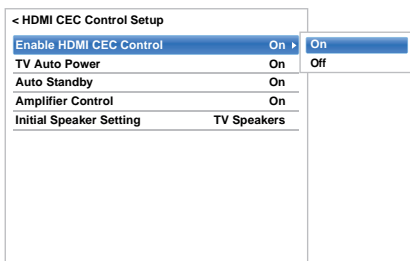 < HDMI CEC Control Setup
Enable HDMI CEC Control On
On
Off
TV Auto Power On
Auto Standby On
Amplifier Control On
Initial Speaker Setting TV Speakers